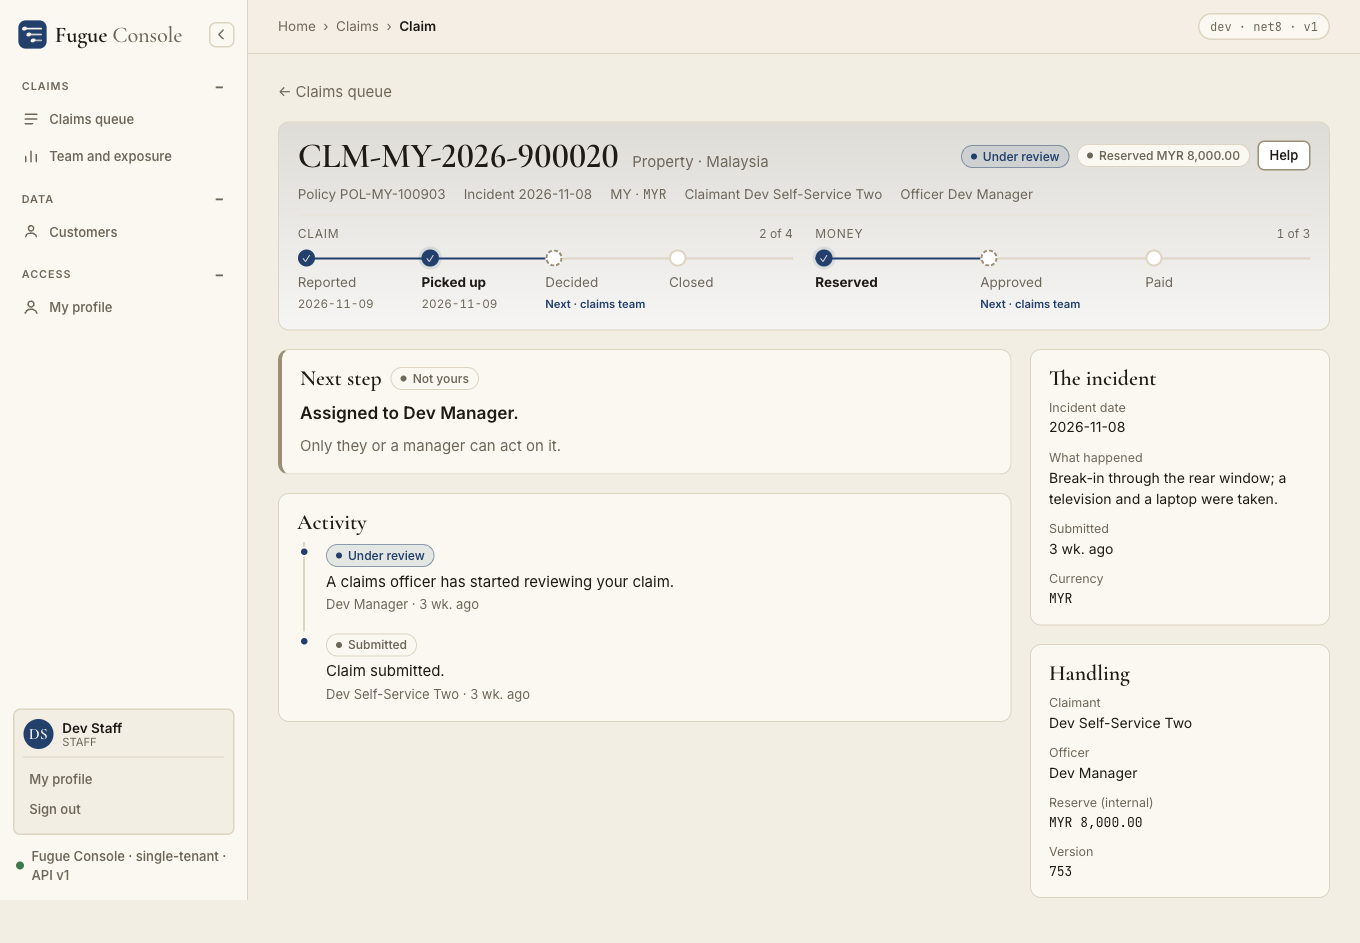 Fugue Console
CLAIMS
Claims queue
Team and exposure
DATA
Customers
ACCESS
My profile
DS
Dev Staff
STAFF
My profile
Sign out
Fugue Console · single-tenant ·
API v1
Home › Claims › Claim
dev · net8 · v1
← Claims queue
CLM-MY-2026-900020 Property · Malaysia
Under review
Reserved MYR 8,000.00
Help
Policy POL-MY-100903 Incident 2026-11-08 MY · MYR Claimant Dev Self-Service Two Officer Dev Manager
CLAIM 2 of 4
Reported Picked up Decided Closed
2026-11-09 2026-11-09 Next · claims team
MONEY 1 of 3
Reserved Approved Paid
Next · claims team
Next step Not yours
Assigned to Dev Manager.
Only they or a manager can act on it.
Activity
Under review
A claims officer has started reviewing your claim.
Dev Manager · 3 wk. ago
Submitted
Claim submitted.
Dev Self-Service Two · 3 wk. ago
The incident
Incident date
2026-11-08
What happened
Break-in through the rear window; a
television and a laptop were taken.
Submitted
3 wk. ago
Currency
MYR
Handling
Claimant
Dev Self-Service Two
Officer
Dev Manager
Reserve (internal)
MYR 8,000.00
Version
753